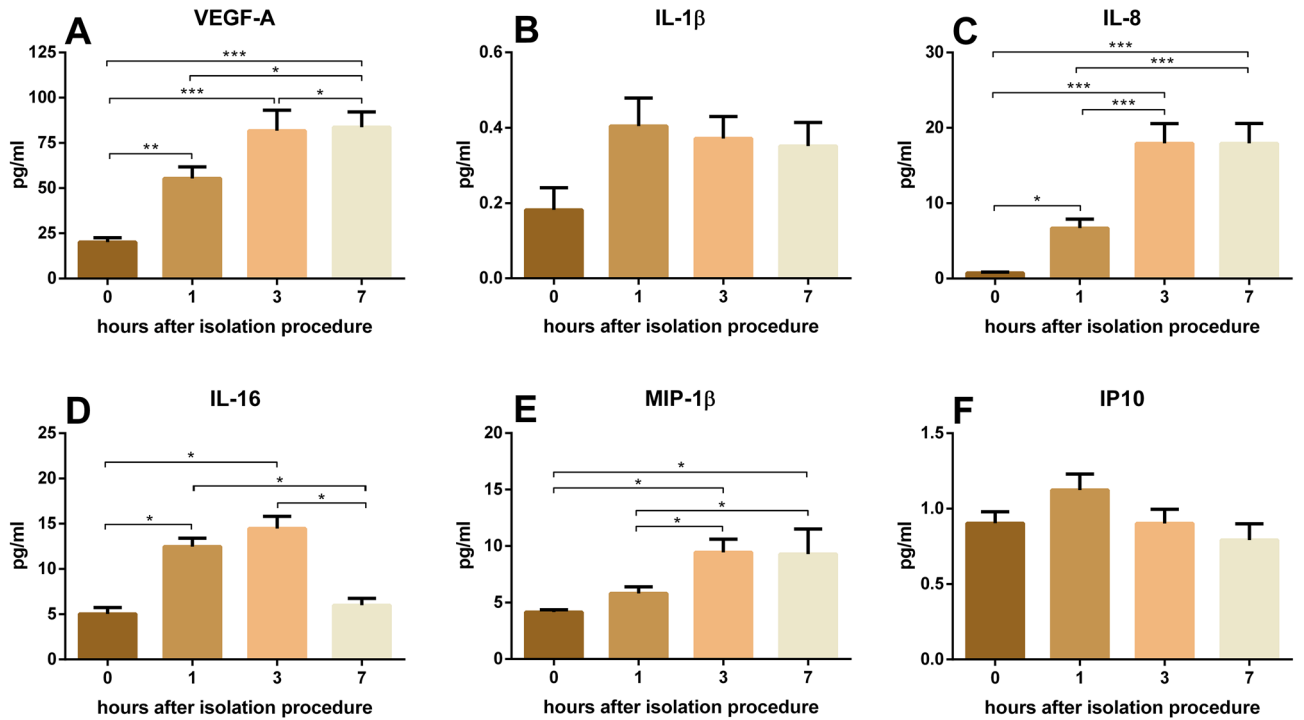 A
VEGF-A
125
100
75
50
25
0
pg/ml
***
*
***
*
**
0 1 3 7
hours after isolation procedure
B
IL-1β
0.6
0.4
0.2
0.0
pg/ml
0 1 3 7
hours after isolation procedure
C
IL-8
30
20
10
0
pg/ml
***
***
***
***
*
0 1 3 7
hours after isolation procedure
D
IL-16
25
20
15
10
5
0
pg/ml
*
*
*
*
0 1 3 7
hours after isolation procedure
E
MIP-1β
20
15
10
5
0
pg/ml
*
*
*
*
0 1 3 7
hours after isolation procedure
F
IP10
1.5
1.0
0.5
0.0
pg/ml
0 1 3 7
hours after isolation procedure